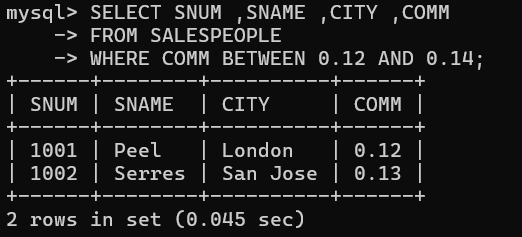 mysql> SELECT SNUM ,SNAME ,CITY ,COMM
    -> FROM SALESPEOPLE
    -> WHERE COMM BETWEEN 0.12 AND 0.14;
+------+--------+----------+------+
| SNUM | SNAME  | CITY     | COMM |
+------+--------+----------+------+
| 1001 | Peel   | London   | 0.12 |
| 1002 | Serres | San Jose | 0.13 |
+------+--------+----------+------+
2 rows in set (0.045 sec)